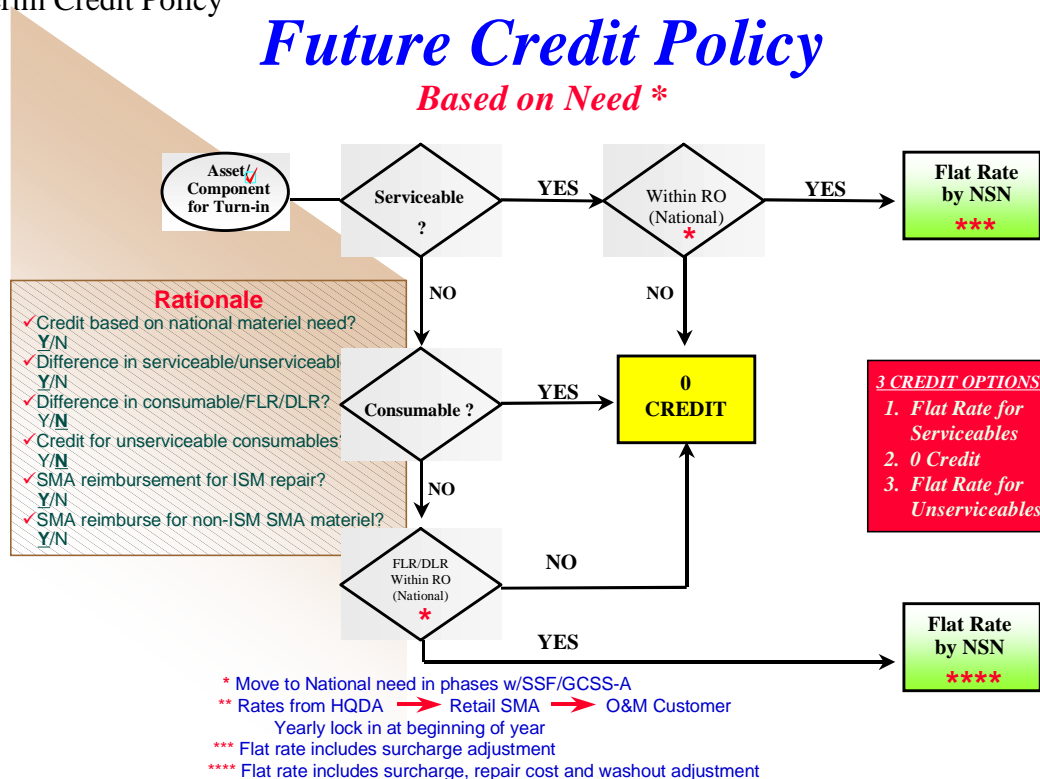 erim Credit Policy
Future Credit Policy
Based on Need *
Asset/
Component
for Turn-in
Serviceable
?
YES
Within RO
(National)
*
YES
Flat Rate
by NSN
***
NO
NO
Rationale
✓Credit based on national materiel need?
Y/N
✓Difference in serviceable/unserviceabl
Y/N
✓Difference in consumable/FLR/DLR?
Y/N
✓Credit for unserviceable consumables?
Y/N
✓SMA reimbursement for ISM repair?
Y/N
✓SMA reimburse for non-ISM SMA materiel?
Y/N
Consumable ?
YES
0
CREDIT
3 CREDIT OPTIONS
1. Flat Rate for
Serviceables
2. 0 Credit
3. Flat Rate for
Unserviceables
NO
FLR/DLR
Within RO
(National)
*
NO
YES
Flat Rate
by NSN
****
* Move to National need in phases w/SSF/GCSS-A
** Rates from HQDA Retail SMA O&M Customer
Yearly lock in at beginning of year
*** Flat rate includes surcharge adjustment
**** Flat rate includes surcharge, repair cost and washout adjustment